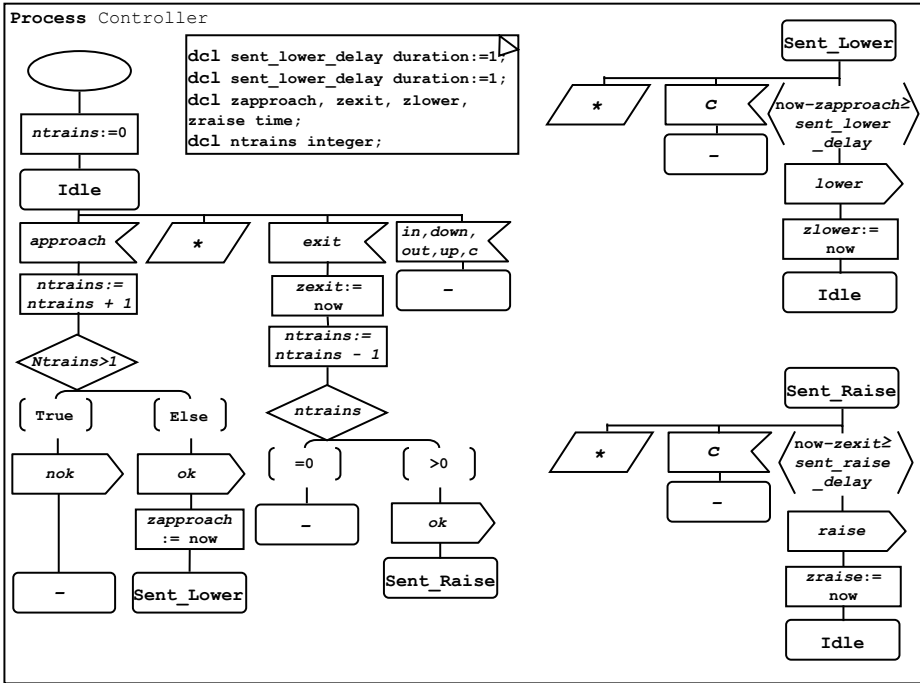 Process Controller
dcl sent_lower_delay duration:=1;
dcl sent_lower_delay duration:=1;
dcl zapproach, zexit, zlower,
zraise time;
dcl ntrains integer;
ntrains:=0
Idle
approach
*
exit
in,down,
out,up,c
ntrains:=
ntrains + 1
zexit:=
now
–
ntrains:=
ntrains - 1
Ntrains>1
ntrains
True
Else
=0
>0
nok
ok
–
ok
zapproach
:= now
–
Sent_Lower
Sent_Raise
Sent_Lower
*
C
now-zapproach≥
sent_lower
_delay
–
lower
zlower:=
now
Idle
Sent_Raise
*
C
now-zexit≥
sent_raise
_delay
–
raise
zraise:=
now
Idle